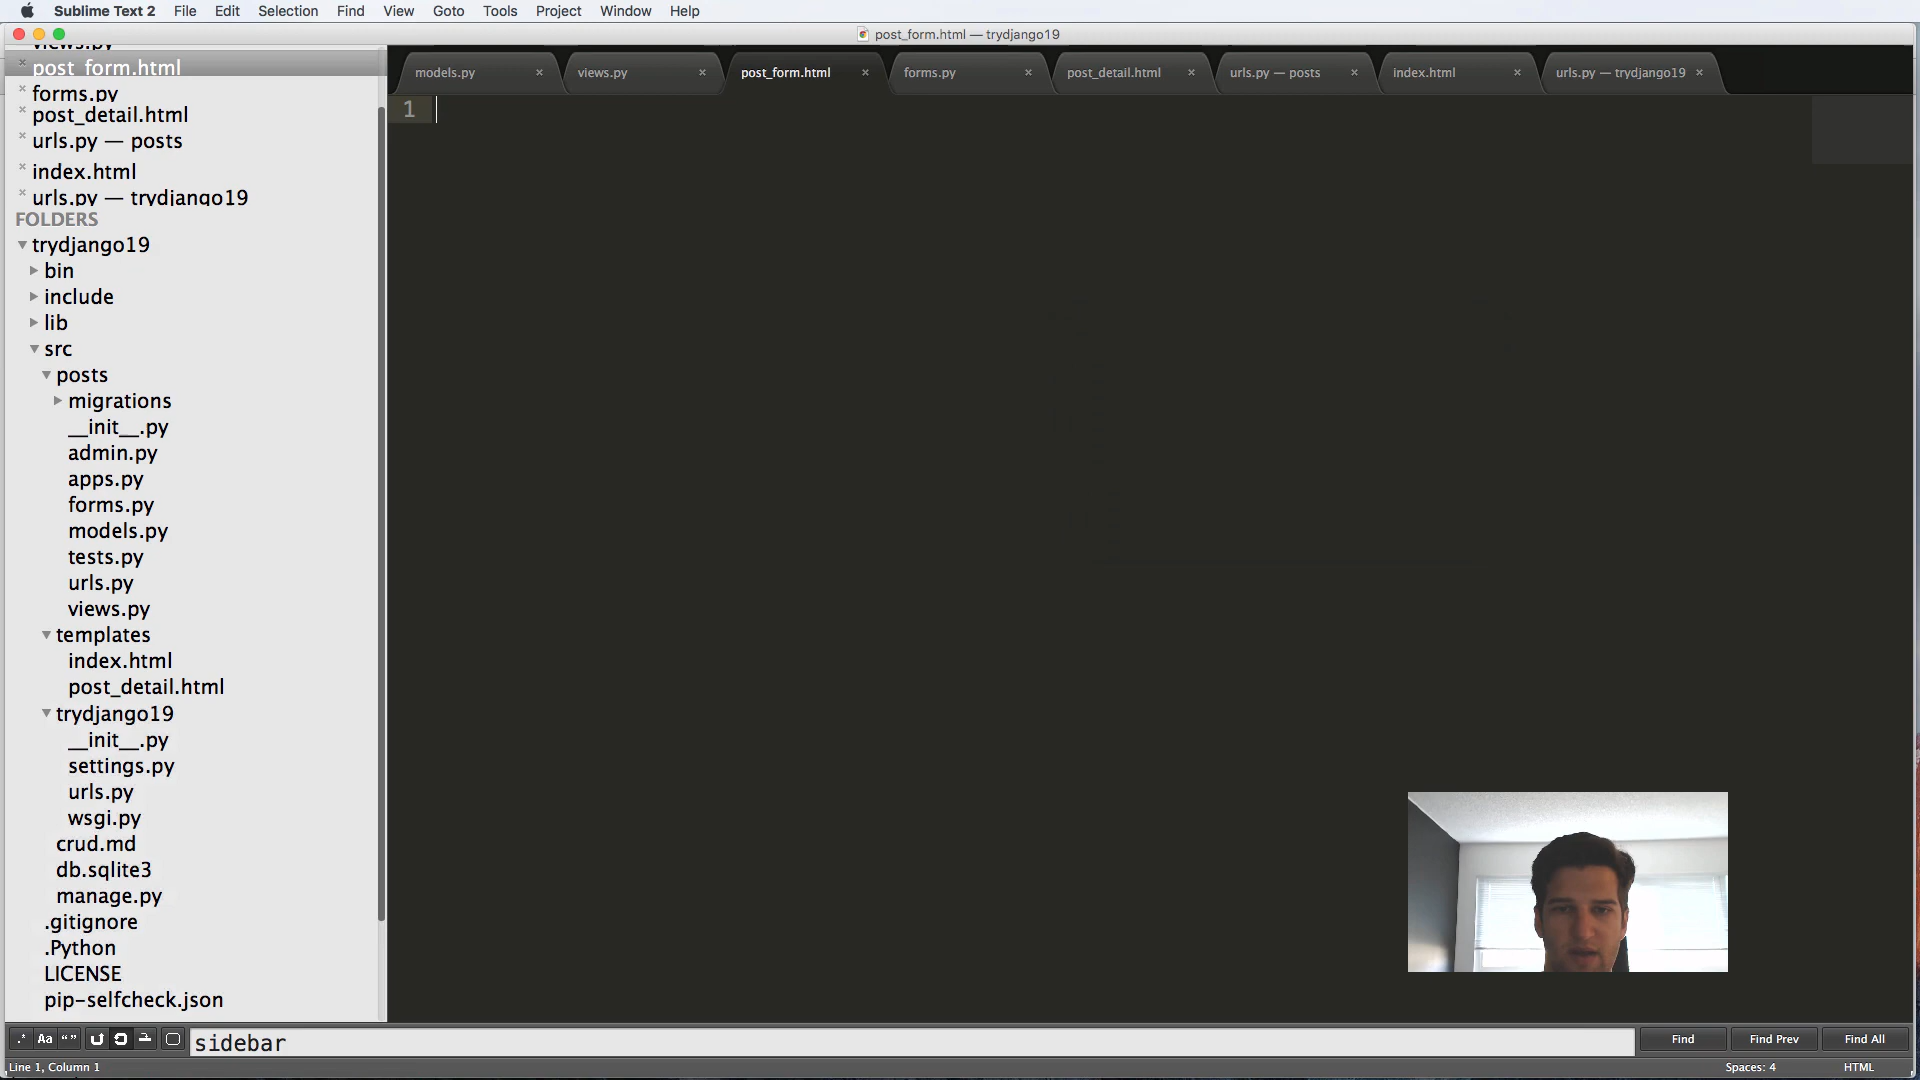 Sublime Text 2 File Edit Selection Find View Goto Tools Project Window Help
post_form.html — trydjango19
views.py
post_form.html
forms.py
post_detail.html
urls.py — posts
index.html
urls.py — trydjango19
FOLDERS
trydjango19
bin
include
lib
src
posts
migrations
__init__.py
admin.py
apps.py
forms.py
models.py
tests.py
urls.py
views.py
templates
index.html
post_detail.html
trydjango19
__init__.py
settings.py
urls.py
wsgi.py
crud.md
db.sqlite3
manage.py
.gitignore
.Python
LICENSE
pip-selfcheck.json
models.py × views.py × post_form.html × forms.py × post_detail.html × urls.py — posts × index.html × urls.py — trydjango19 ×
1
.* Aa “ ” sidebar Find Find Prev Find All
Line 1, Column 1 Spaces: 4 HTML